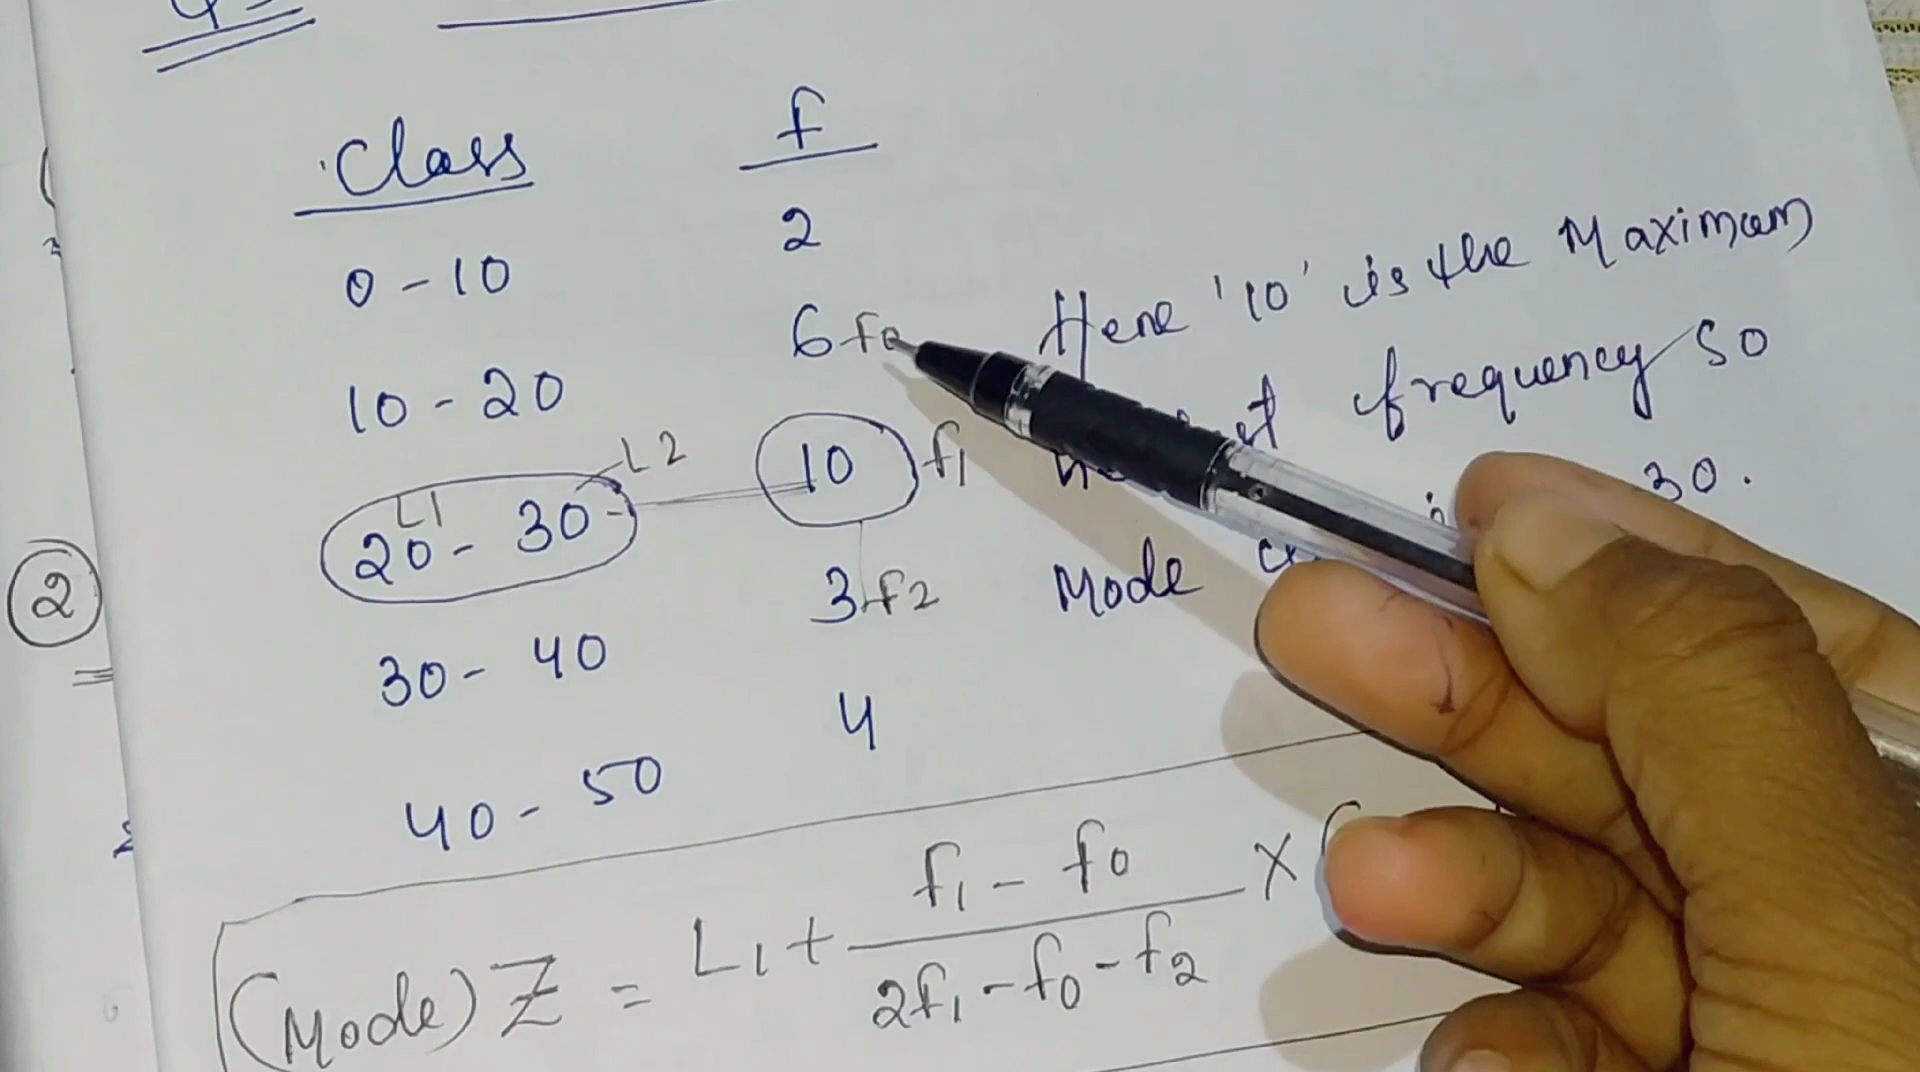 Class f
0 - 10 2
10 - 20 6 f0
20 - 30 L1 L2 10 f1
30 - 40 3 f2
40 - 50 4
Here '10' is the Maximum
frequency so
Mode 30.
2
(Mode) Z = L1 + f1 - f0 / 2f1 - f0 - f2 ×